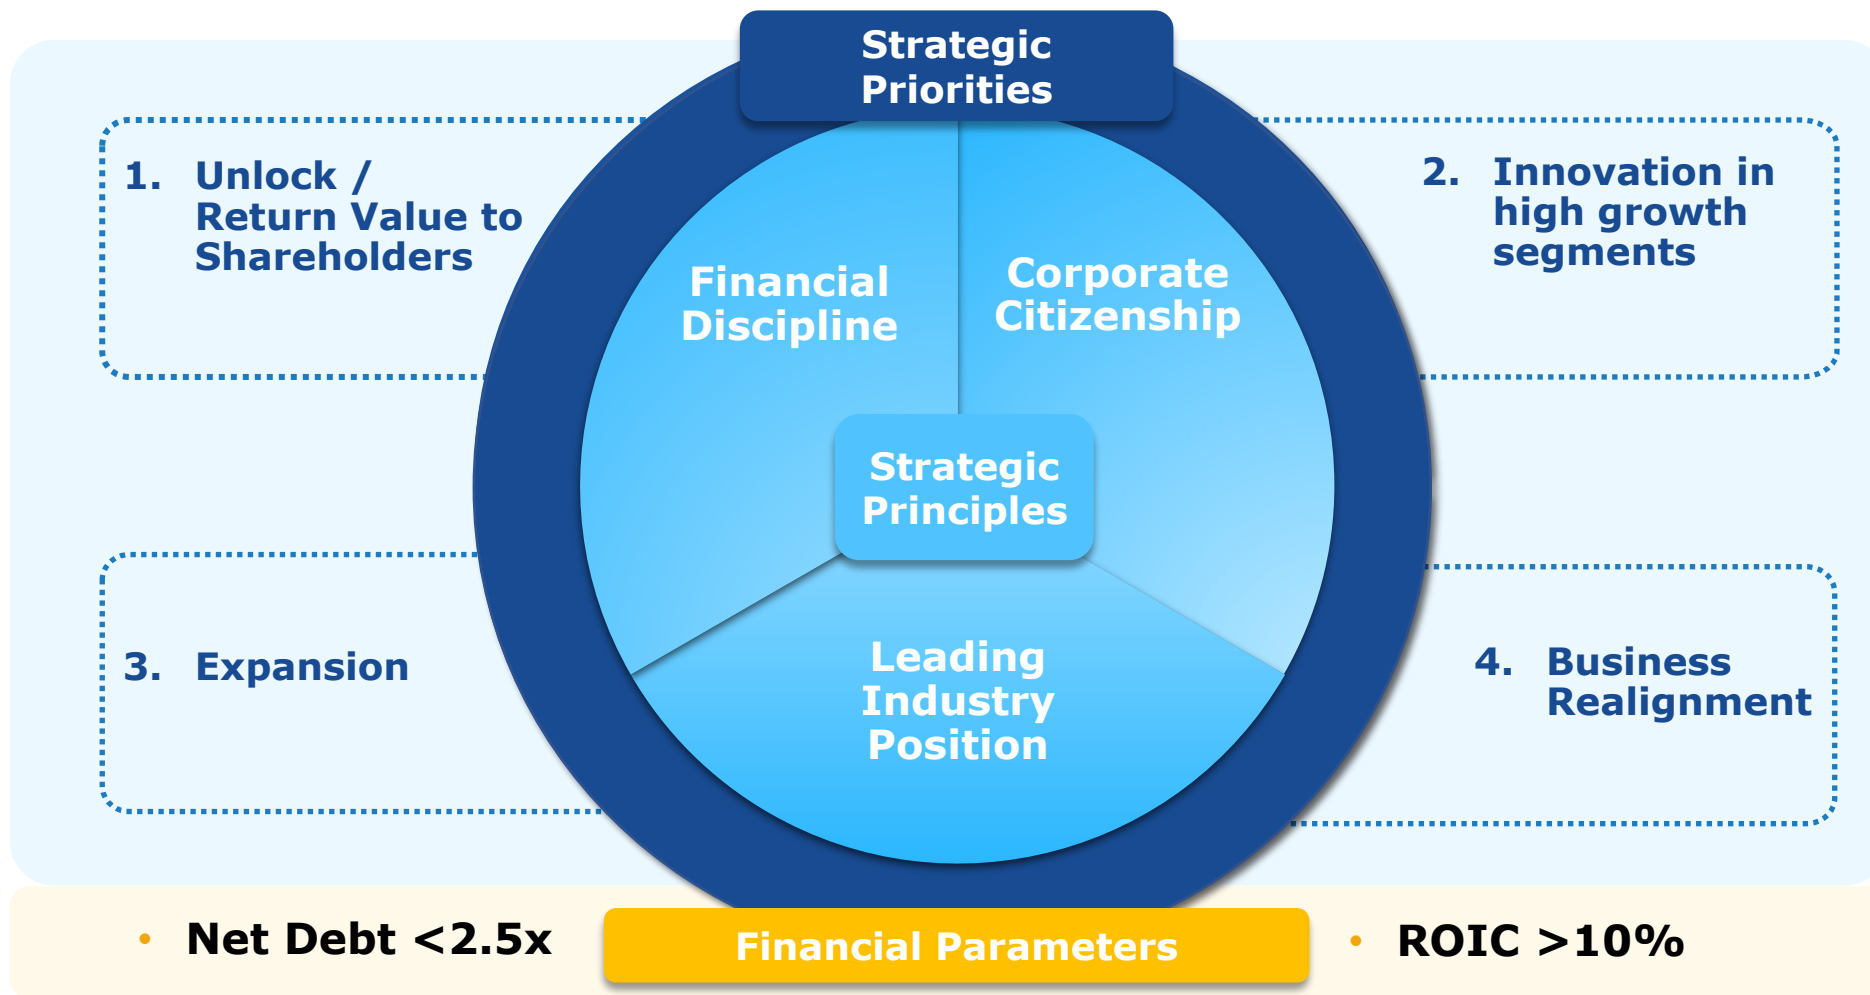 Strategic
Priorities
1. Unlock /
Return Value to
Shareholders
2. Innovation in
high growth
segments
Financial
Discipline
Corporate
Citizenship
Strategic
Principles
3. Expansion
4. Business
Realignment
Leading
Industry
Position
• Net Debt <2.5x
Financial Parameters
• ROIC >10%